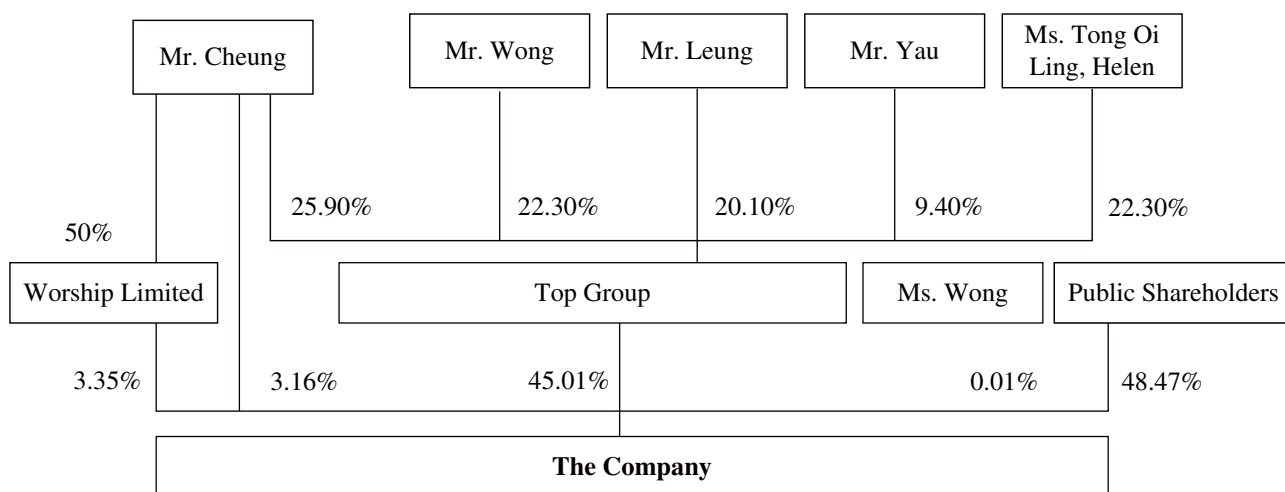 Mr. Cheung
Mr. Wong
Mr. Leung
Mr. Yau
Ms. Tong Oi
Ling, Helen
25.90%
22.30%
20.10%
9.40%
22.30%
50%
Worship Limited
Top Group
Ms. Wong
Public Shareholders
3.35%
3.16%
45.01%
0.01%
48.47%
The Company